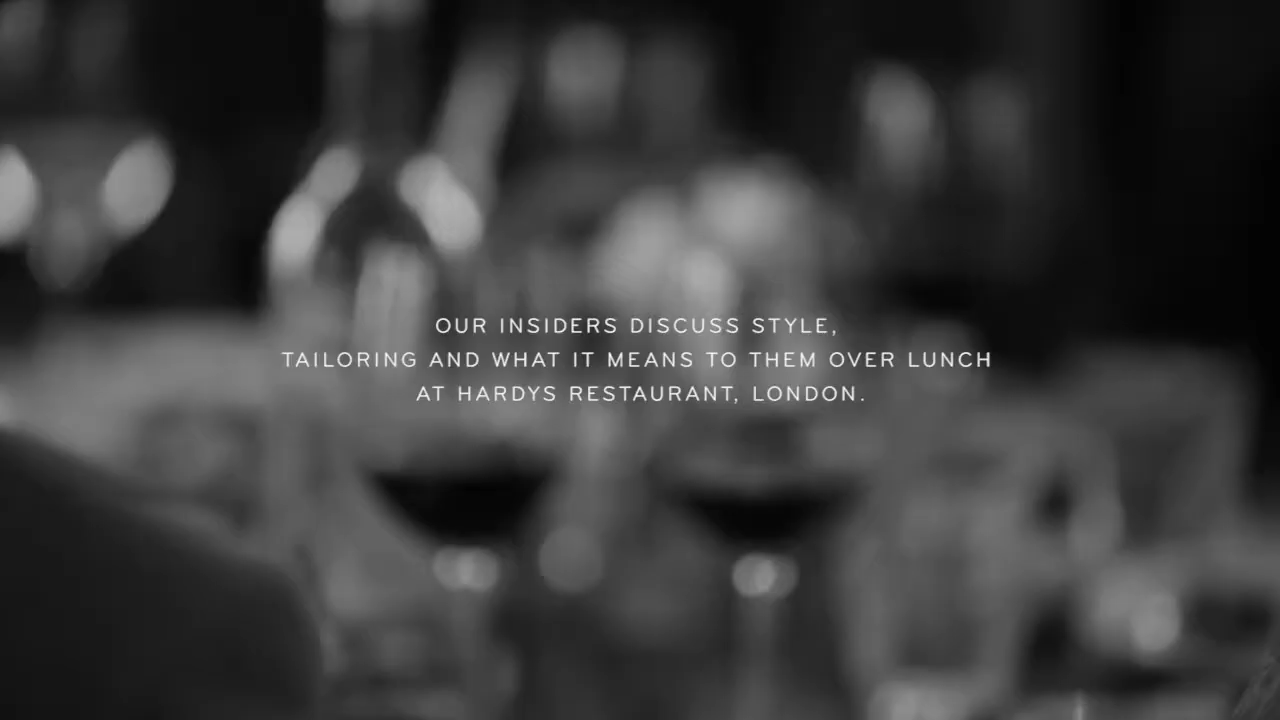 OUR INSIDERS DISCUSS STYLE,
TAILORING AND WHAT IT MEANS TO THEM OVER LUNCH
AT HARDYS RESTAURANT, LONDON.